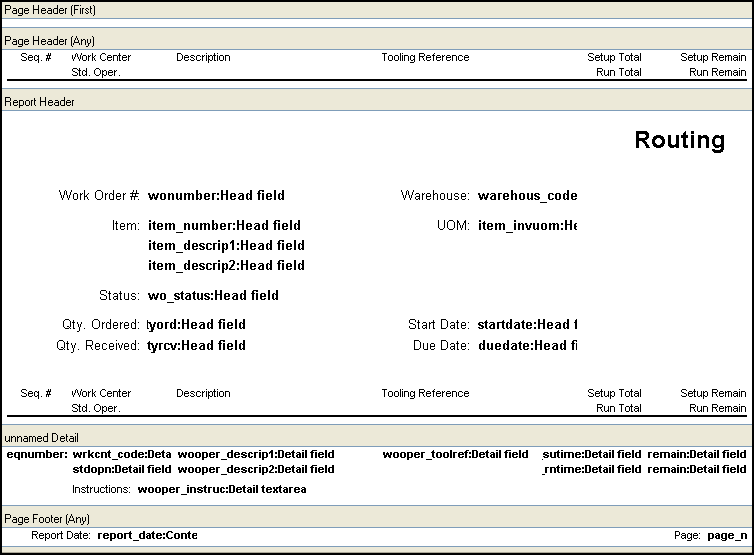 Page Header (First)
Page Header (Any)
Seq. # Work Center Description Tooling Reference Setup Total Setup Remain
Std. Oper. Run Total Run Remain
Report Header
Routing
Work Order #: wonumber:Head field Warehouse: warehous_code
Item: item_number:Head field UOM: item_invuom:He
item_descrip1:Head field
item_descrip2:Head field
Status: wo_status:Head field
Qty. Ordered: tyord:Head field Start Date: startdate:Head f
Qty. Received: tyrcv:Head field Due Date: duedate:Head fi
Seq. # Work Center Description Tooling Reference Setup Total Setup Remain
Std. Oper. Run Total Run Remain
unnamed Detail
eqnumber: wrkcnt_code:Deta wooper_descrip1:Detail field wooper_toolref:Detail field _sutime:Detail field remain:Detail field
stdopn:Detail field wooper_descrip2:Detail field _rntime:Detail field remain:Detail field
Instructions: wooper_instruc:Detail textarea
Page Footer (Any)
Report Date: report_date:Conte Page: page_n